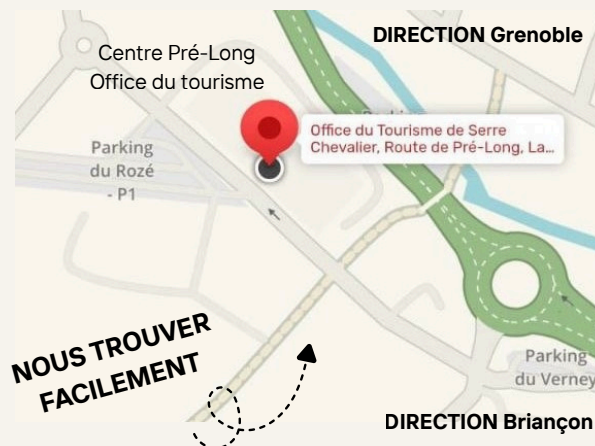 DIRECTION Grenoble
Centre Pré-Long
Office du tourisme
Office du Tourisme de Serre
Chevalier, Route de Pré-Long, La...
Parking
du Rozé
- P1
NOUS TROUVER
FACILEMENT
Parking
du Verney
DIRECTION Briançon